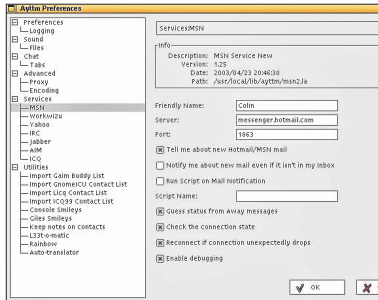 Ayttm Preferences
Preferences
Logging
Sound
Files
Chat
Tabs
Advanced
Proxy
Encoding
Services
MSN
Workwizu
Yahoo
IRC
Jabber
AIM
ICQ
Utilities
Import Gaim Buddy List
Import GnomeICU Contact List
Import Licq Contact List
Import ICQ99 Contact List
Console Smileys
Giles Smileys
Keep notes on contacts
L33t-o-matic
Rainbow
Auto-translator
Services:MSN
Info
Description: MSN Service New
Version: 1.25
Date: 2003/04/23 20:46:30
Path: /usr/local/lib/ayttm/msn2.la
Friendly Name: Colin
Server: messenger.hotmail.com
Port: 1863
Tell me about new Hotmail/MSN mail
Notify me about new mail even if it isn't in my Inbox
Run Script on Mail Notification
Script Name:
Guess status from Away messages
Check the connection state
Reconnect if connection unexpectedly drops
Enable debugging
OK